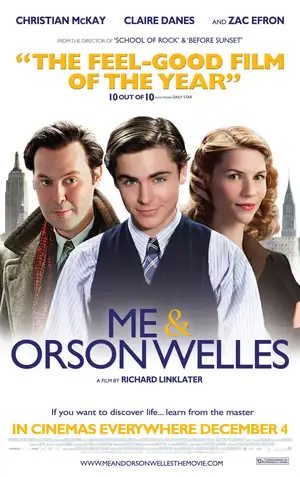 CHRISTIAN McKAY CLAIRE DANES AND ZAC EFRON
FROM THE DIRECTOR OF 'SCHOOL OF ROCK' & 'BEFORE SUNSET'
"THE FEEL-GOOD FILM
OF THE YEAR"
10 OUT OF 10 DAILY STAR
ME &
ORSON WELLES
A FILM BY RICHARD LINKLATER
If you want to discover life... learn from the master
IN CINEMAS EVERYWHERE DECEMBER 4
WWW.MEANDORSONWELLESTHEMOVIE.COM